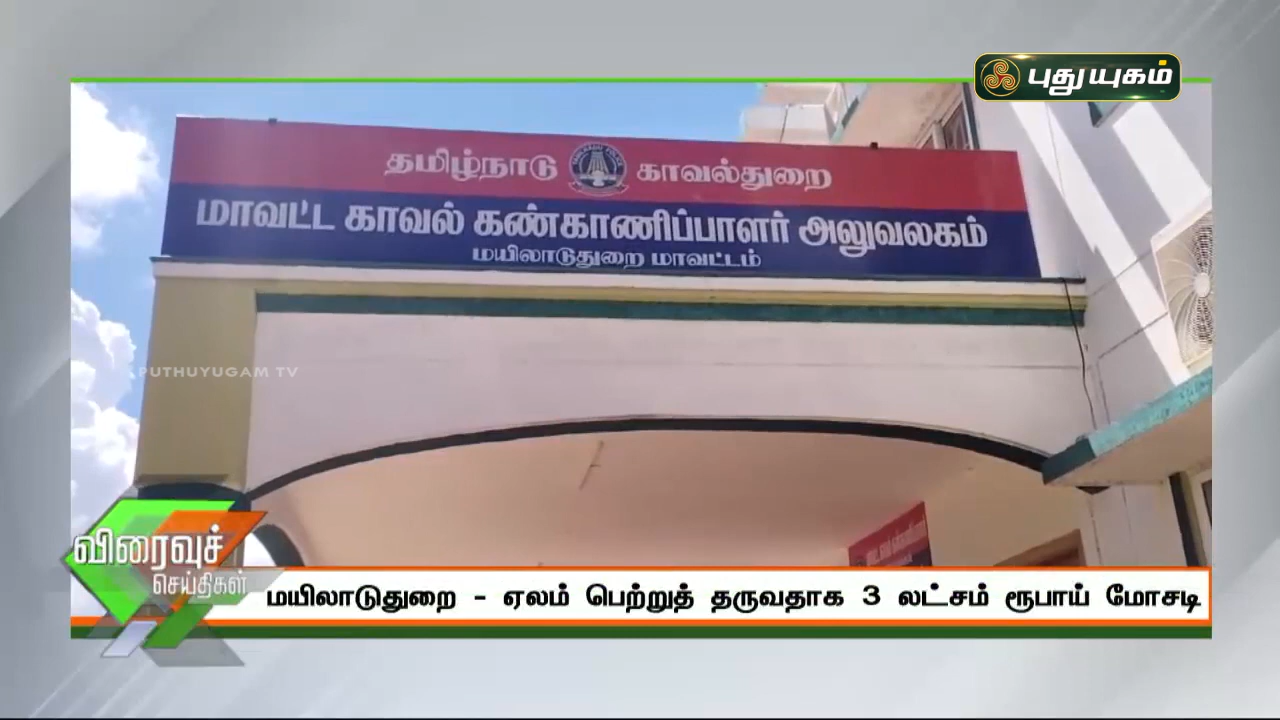 புதுயுகம்
தமிழ்நாடு காவல்துறை
மாவட்ட காவல் கண்காணிப்பாளர் அலுவலகம்
மயிலாடுதுறை மாவட்டம்
PUTHUYUGAM TV
விரைவுச்
செய்திகள்
மயிலாடுதுறை - ஏலம் பெற்றுத் தருவதாக 3 லட்சம் ரூபாய் மோசடி